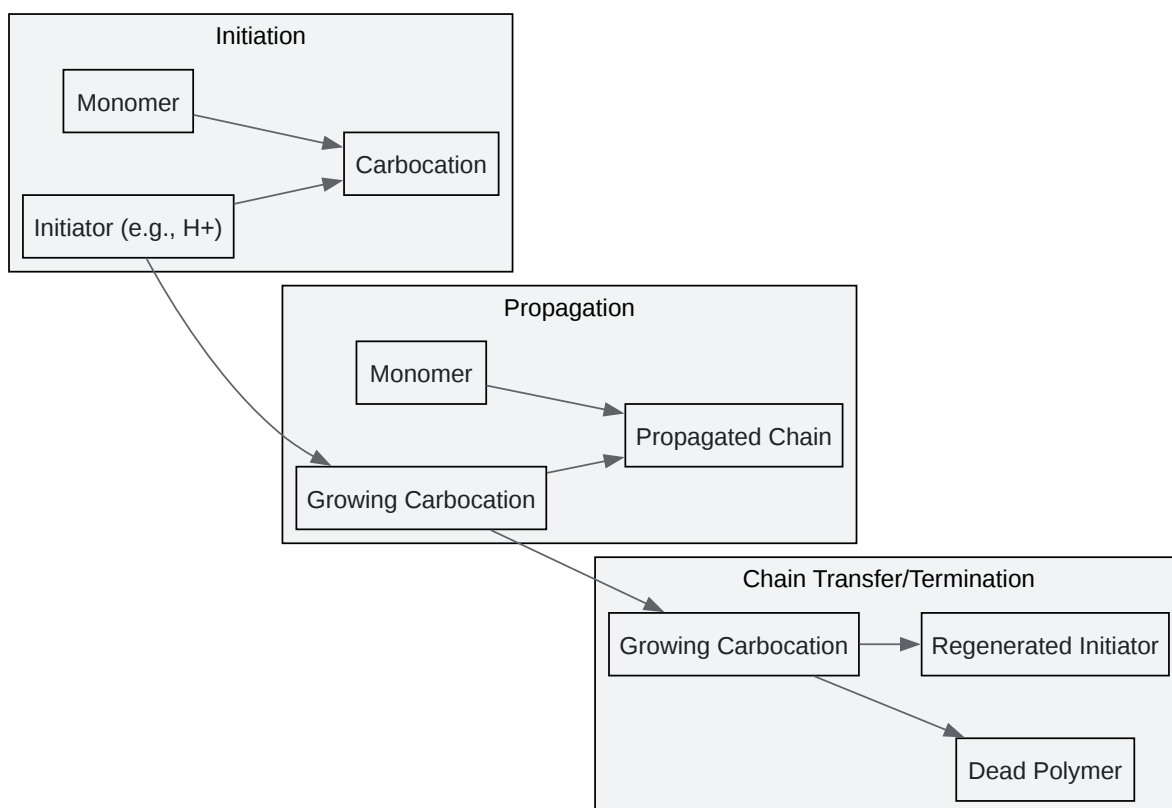 Initiation
Monomer
Carbocation
Initiator (e.g., H+)
Propagation
Monomer
Propagated Chain
Growing Carbocation
Chain Transfer/Termination
Growing Carbocation
Regenerated Initiator
Dead Polymer